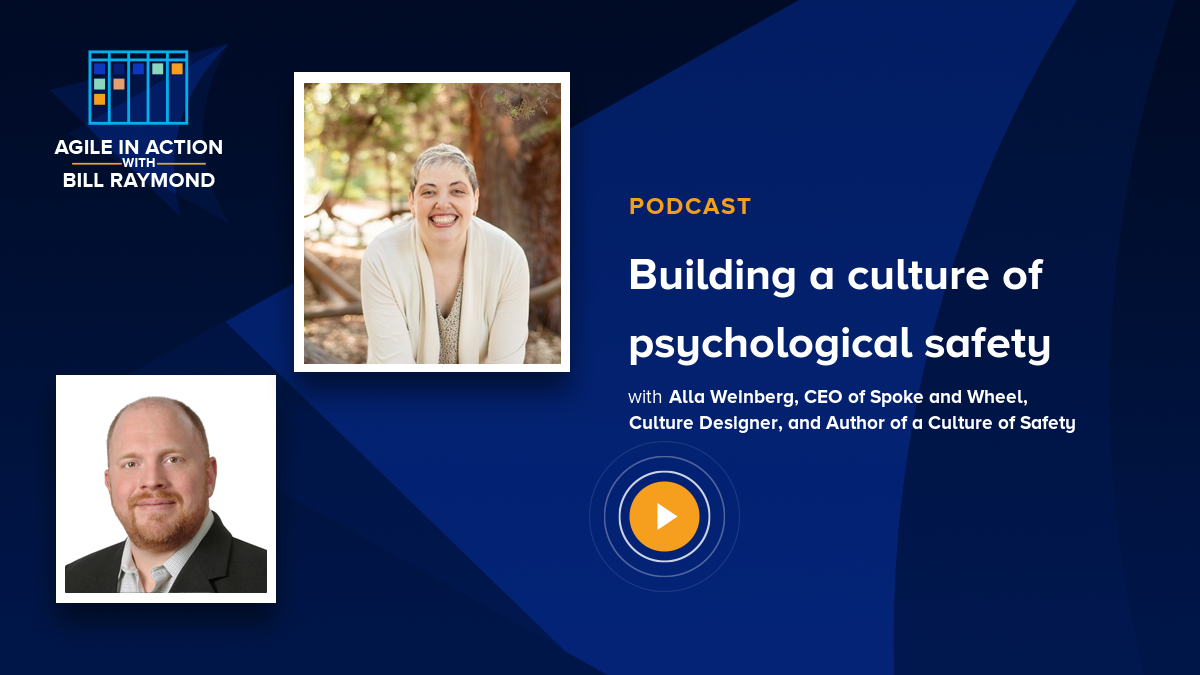 AGILE IN ACTION
WITH
BILL RAYMOND
PODCAST
Building a culture of
psychological safety
with Alla Weinberg, CEO of Spoke and Wheel,
Culture Designer, and Author of a Culture of Safety